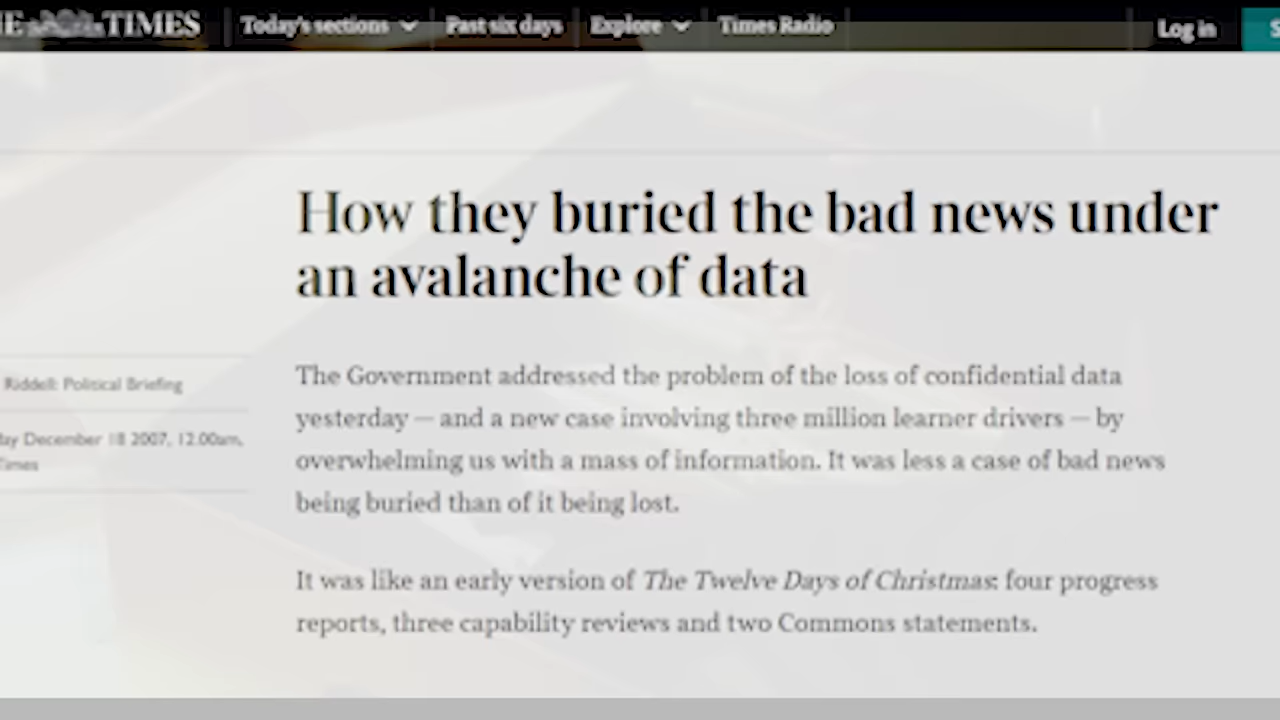 TIMES Today's sections Past six days Explore Times Radio Log in
How they buried the bad news under
an avalanche of data
Riddell: Political Briefing
December 18 2007, 12.00am,
Times
The Government addressed the problem of the loss of confidential data
yesterday — and a new case involving three million learner drivers — by
overwhelming us with a mass of information. It was less a case of bad news
being buried than of it being lost.
It was like an early version of The Twelve Days of Christmas: four progress
reports, three capability reviews and two Commons statements.